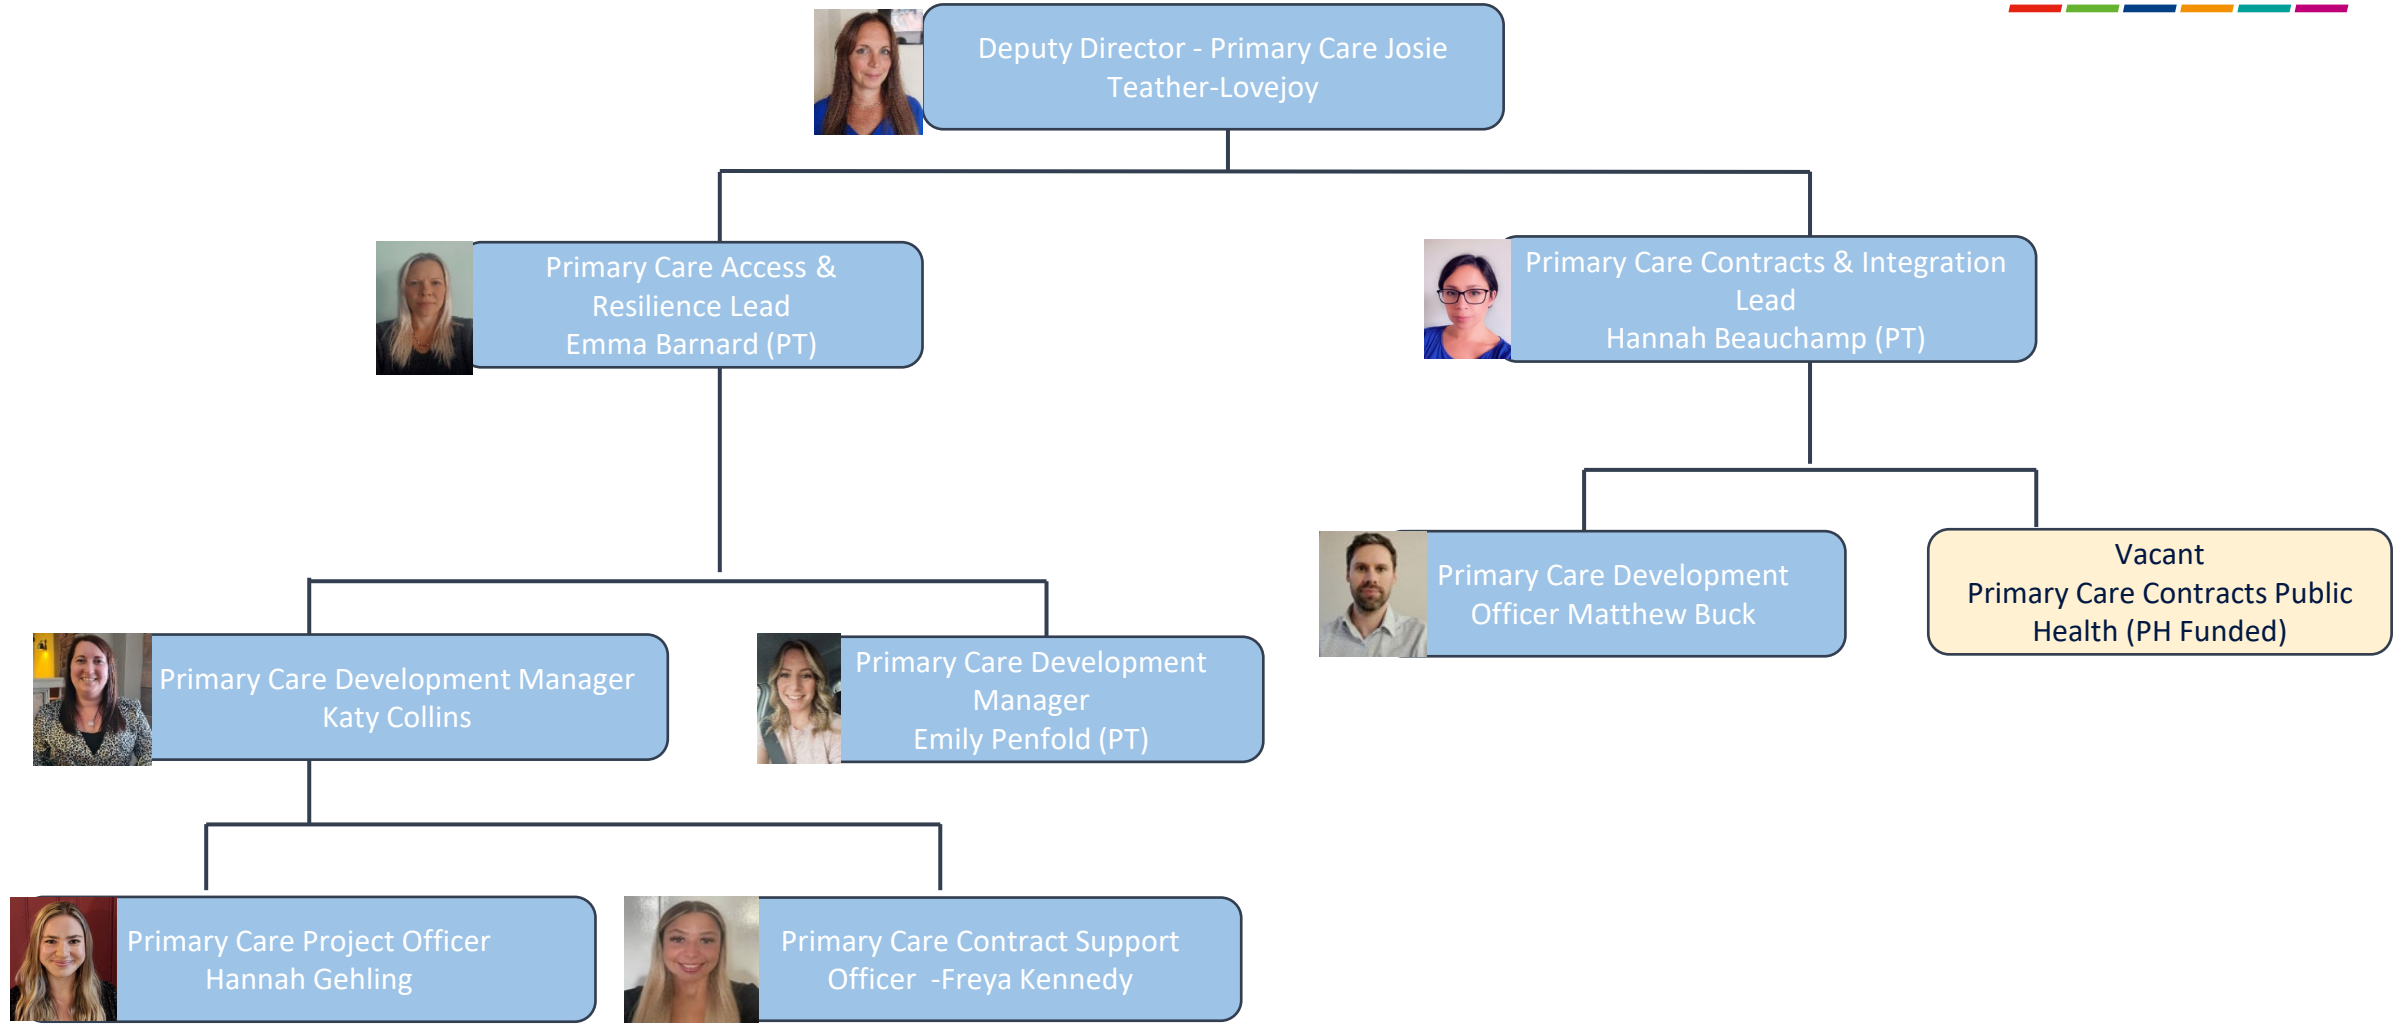 Deputy Director - Primary Care Josie
Teather-Lovejoy
Primary Care Access &
Resilience Lead
Emma Barnard (PT)
Primary Care Contracts & Integration
Lead
Hannah Beauchamp (PT)
Primary Care Development
Officer Matthew Buck
Vacant
Primary Care Contracts Public
Health (PH Funded)
Primary Care Development Manager
Katy Collins
Primary Care Development
Manager
Emily Penfold (PT)
Primary Care Project Officer
Hannah Gehling
Primary Care Contract Support
Officer -Freya Kennedy